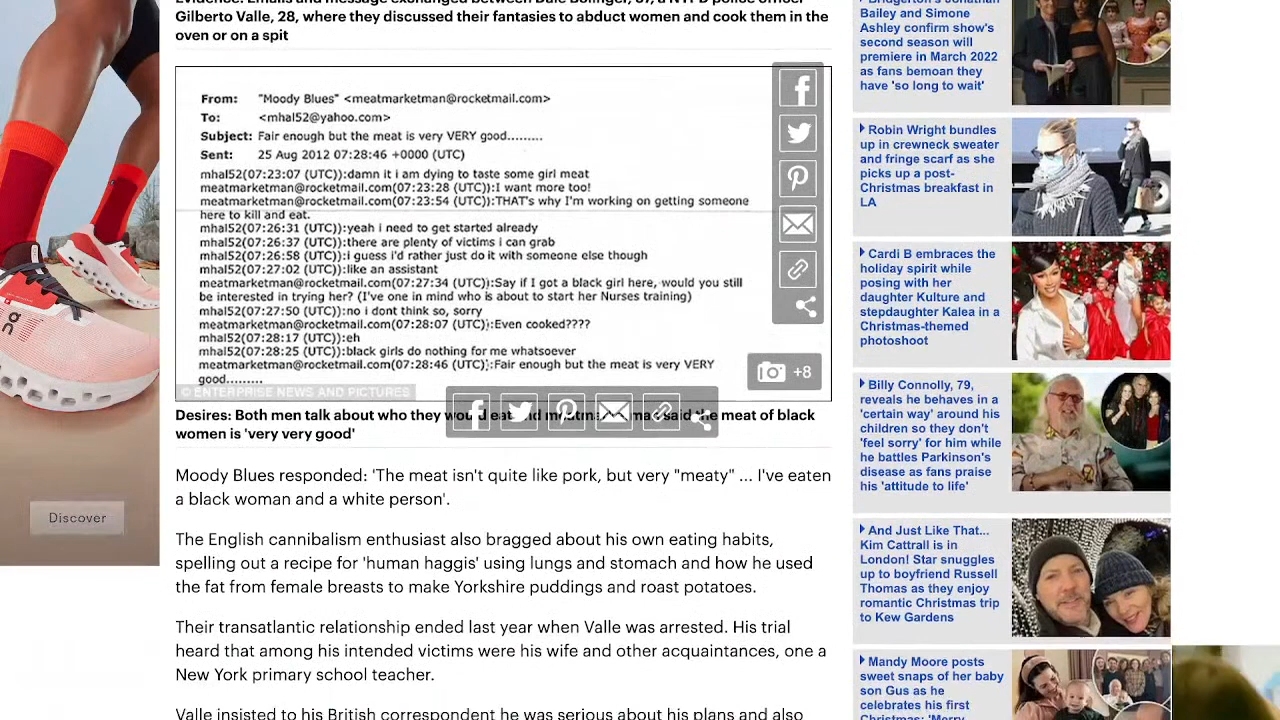 Evidence: Emails and message exchanged between Dale Bolinger, 57, a NYPD police officer
Gilberto Valle, 28, where they discussed their fantasies to abduct women and cook them in the
oven or on a spit
From: "Moody Blues" <meatmarketman@rocketmail.com>
To: <mhal52@yahoo.com>
Subject: Fair enough but the meat is very VERY good.........
Sent: 25 Aug 2012 07:28:46 +0000 (UTC)
mhal52(07:23:07 (UTC)):damn it i am dying to taste some girl meat
meatmarketman@rocketmail.com(07:23:28 (UTC)):I want more too!
meatmarketman@rocketmail.com(07:23:54 (UTC)):THAT's why I'm working on getting someone
here to kill and eat.
mhal52(07:26:31 (UTC)):yeah i need to get started already
mhal52(07:26:37 (UTC)):there are plenty of victims i can grab
mhal52(07:26:58 (UTC)):i guess i'd rather just do it with someone else though
mhal52(07:27:02 (UTC)):like an assistant
meatmarketman@rocketmail.com(07:27:34 (UTC)):Say if I got a black girl here, would you still
be interested in trying her? (I've one in mind who is about to start her Nurses training)
mhal52(07:27:50 (UTC)):no i dont think so, sorry
meatmarketman@rocketmail.com(07:28:07 (UTC)):Even cooked????
mhal52(07:28:17 (UTC)):eh
mhal52(07:28:25 (UTC)):black girls do nothing for me whatsoever
meatmarketman@rocketmail.com(07:28:46 (UTC)):Fair enough but the meat is very VERY
good.........
© ENTERPRISE NEWS AND PICTURES
+8
Desires: Both men talk about who they would eat and said the meat of black
women is 'very very good'
Moody Blues responded: 'The meat isn't quite like pork, but very "meaty" ... I've eaten
a black woman and a white person'.
The English cannibalism enthusiast also bragged about his own eating habits,
spelling out a recipe for 'human haggis' using lungs and stomach and how he used
the fat from female breasts to make Yorkshire puddings and roast potatoes.
Their transatlantic relationship ended last year when Valle was arrested. His trial
heard that among his intended victims were his wife and other acquaintances, one a
New York primary school teacher.
Valle insisted to his British correspondent he was serious about his plans and also
Discover
Bridgerton's Jonathan
Bailey and Simone
Ashley confirm show's
second season will
premiere in March 2022
as fans bemoan they
have 'so long to wait'
Robin Wright bundles
up in crewneck sweater
and fringe scarf as she
picks up a post-
Christmas breakfast in
LA
Cardi B embraces the
holiday spirit while
posing with her
daughter Kulture and
stepdaughter Kalea in a
Christmas-themed
photoshoot
Billy Connolly, 79,
reveals he behaves in a
'certain way' around his
children so they don't
'feel sorry' for him while
he battles Parkinson's
disease as fans praise
his 'attitude to life'
And Just Like That...
Kim Cattrall is in
London! Star snuggles
up to boyfriend Russell
Thomas as they enjoy
romantic Christmas trip
to Kew Gardens
Mandy Moore posts
sweet snaps of her baby
son Gus as he
celebrates his first
Christmas: 'Merry